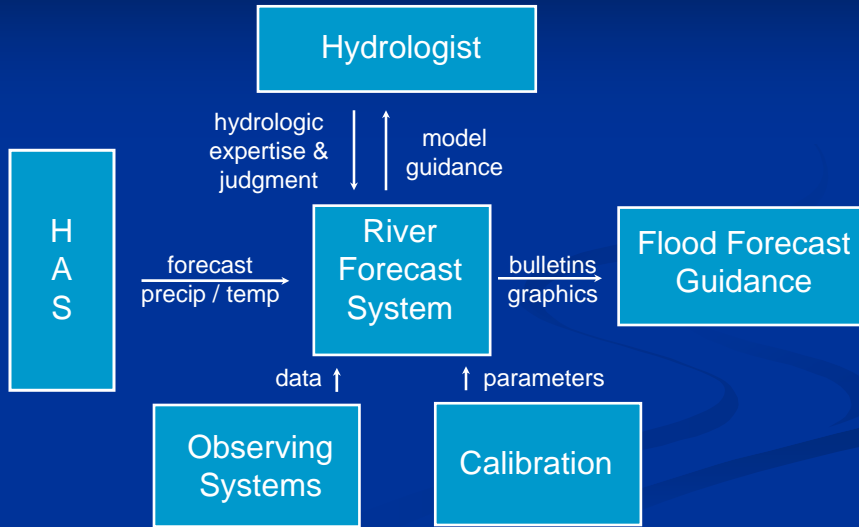 Hydrologist
hydrologic
expertise &
judgment
model
guidance
H
A
S
forecast
precip / temp
River
Forecast
System
bulletins
graphics
Flood Forecast
Guidance
data
parameters
Observing
Systems
Calibration